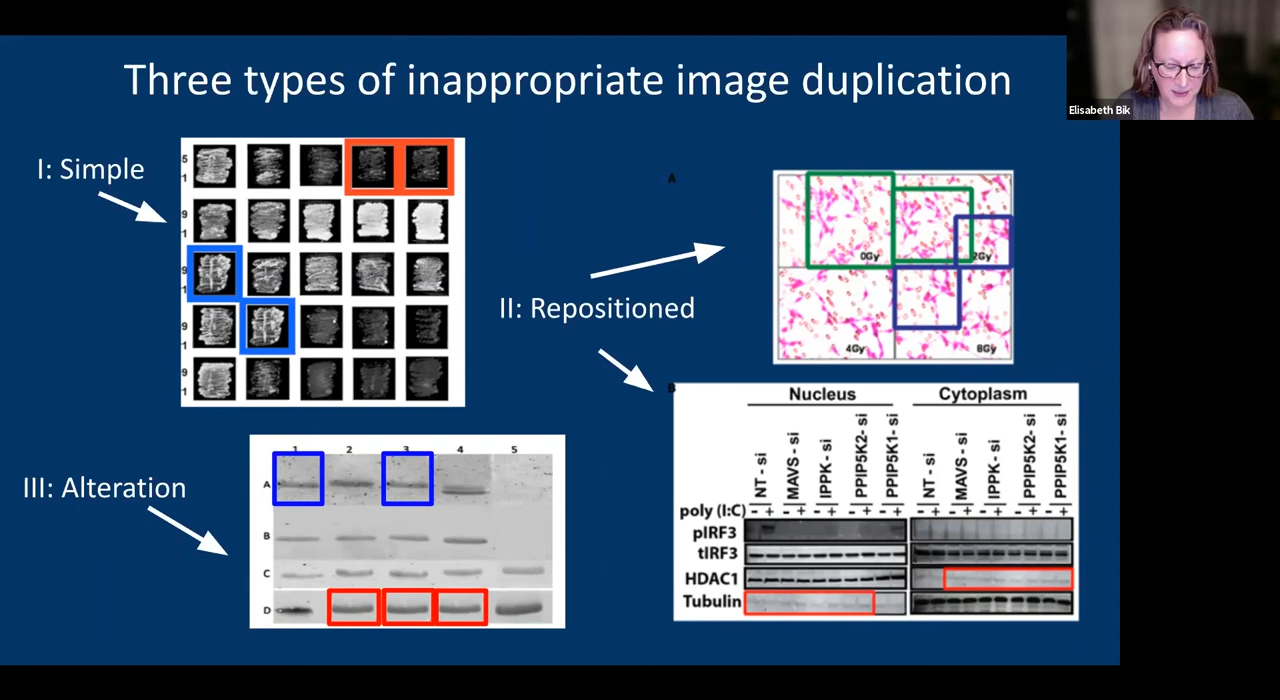 Three types of inappropriate image duplication
Elisabeth Bik
I: Simple
5
1
9
1
9
1
9
1
9
1
A
0Gy
2Gy
4Gy
8Gy
II: Repositioned
B
Nucleus
Cytoplasm
NT - si
MAVS - si
IPPK - si
PPIP5K2- si
PPIP5K1- si
NT - si
MAVS - si
IPPK - si
PPIP5K2- si
PPIP5K1- si
poly (I:C) - + - + - + - + - + - + - + - + - + - +
pIRF3
tIRF3
HDAC1
Tubulin
III: Alteration
1 2 3 4 5
A
B
C
D